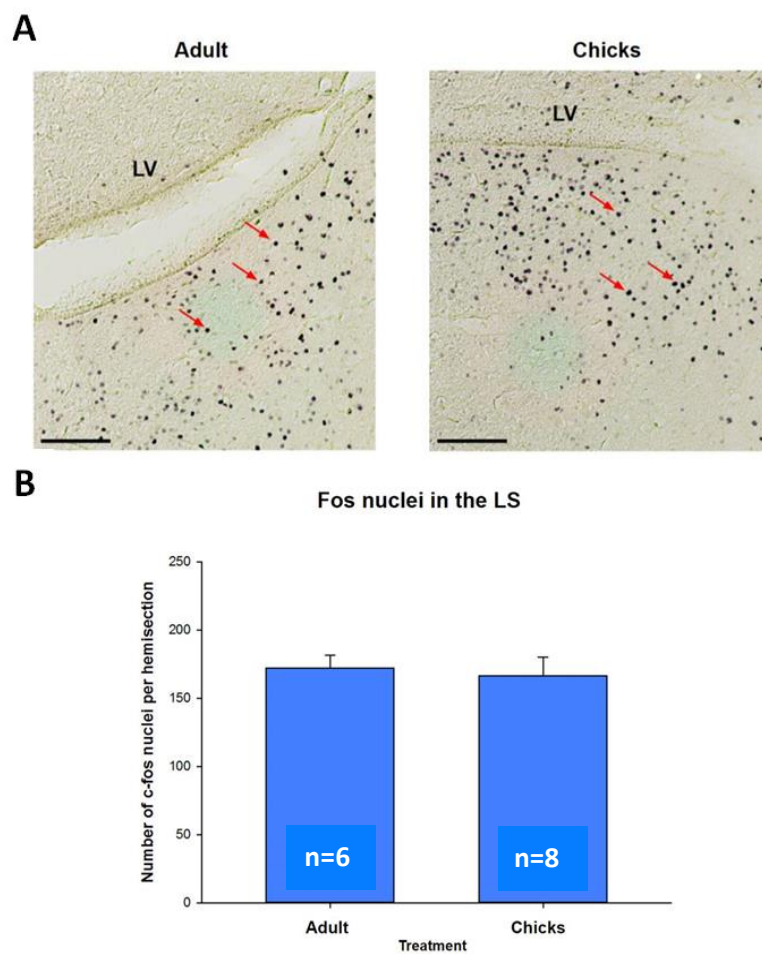 A
Adult
Chicks
LV
LV
B
Fos nuclei in the LS
Number of c-fos nuclei per hemisection
250
200
150
100
50
0
n=6
n=8
Adult
Chicks
Treatment